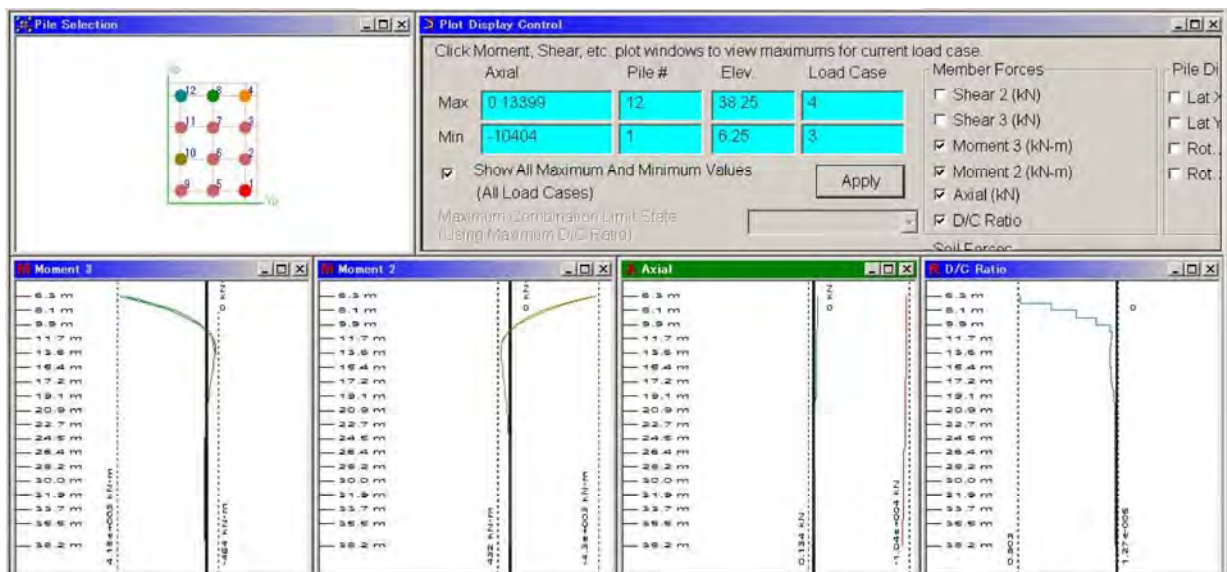 Pile Selection
Yp
12 8 4
11 7 3
10 6 2
9 5 1
Xp
Plot Display Control
Click Moment, Shear, etc. plot windows to view maximums for current load case.
Axial Pile # Elev. Load Case
Max 0.13399 12 38.25 4
Min -10404 1 6.25 3
Show All Maximum And Minimum Values
(All Load Cases)
Apply
Maximum Combination Limit State
(Using Maximum D/C Ratio)
Member Forces
Shear 2 (kN)
Shear 3 (kN)
Moment 3 (kN-m)
Moment 2 (kN-m)
Axial (kN)
D/C Ratio
Soil Forces
Pile Di
Lat X
Lat Y
Rot.
Rot.
Moment 3
6.3 m
8.1 m
9.9 m
11.7 m
13.6 m
15.4 m
17.2 m
19.1 m
20.9 m
22.7 m
24.5 m
26.4 m
28.2 m
30.0 m
31.9 m
33.7 m
35.5 m
38.2 m
0 kN
-464 kN-m
Moment 2
6.3 m
8.1 m
9.9 m
11.7 m
13.6 m
15.4 m
17.2 m
19.1 m
20.9 m
22.7 m
24.5 m
26.4 m
28.2 m
30.0 m
31.9 m
33.7 m
35.5 m
38.2 m
432 kN-m
0 kN
-4.3e+003 kN-m
Axial
6.3 m
8.1 m
9.9 m
11.7 m
13.6 m
15.4 m
17.2 m
19.1 m
20.9 m
22.7 m
24.5 m
26.4 m
28.2 m
30.0 m
31.9 m
33.7 m
35.5 m
38.2 m
0.134 kN
0 kN
-1.04e+004 kN
D/C Ratio
6.3 m
8.1 m
9.9 m
11.7 m
13.6 m
15.4 m
17.2 m
19.1 m
20.9 m
22.7 m
24.5 m
26.4 m
28.2 m
30.0 m
31.9 m
33.7 m
35.5 m
38.2 m
0.903
0
1.27e-005